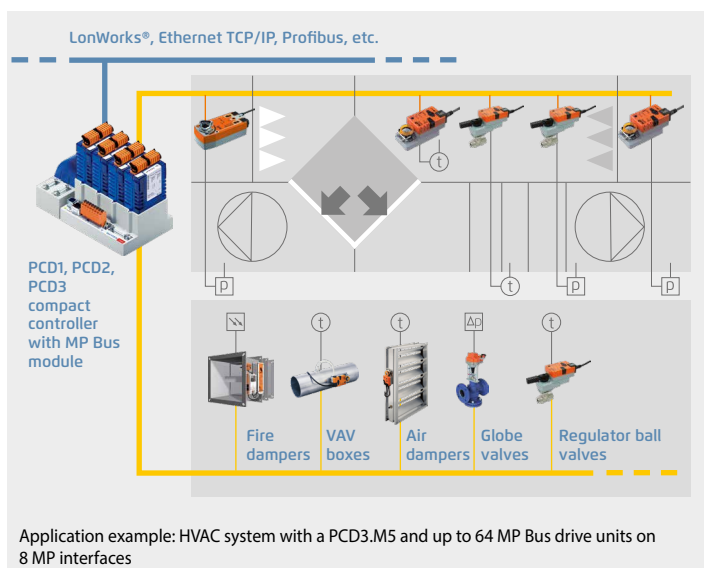 LonWorks®, Ethernet TCP/IP, Profibus, etc.
t
PCD1, PCD2,
PCD3
compact
controller
with MP Bus
module
p
t
p
p
t
t
Δp
t
Fire
dampers
VAV
boxes
Air
dampers
Globe
valves
Regulator ball
valves
Application example: HVAC system with a PCD3.M5 and up to 64 MP Bus drive units on
8 MP interfaces